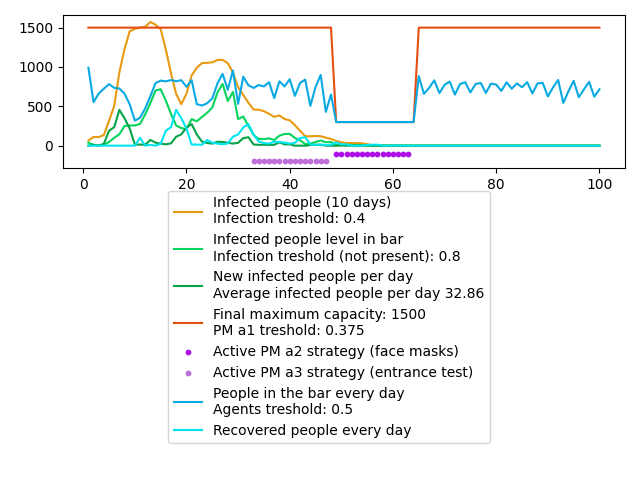 1500
1000
500
0
0 20 40 60 80 100
Infected people (10 days)
Infection treshold: 0.4
Infected people level in bar
Infection treshold (not present): 0.8
New infected people per day
Average infected people per day 32.86
Final maximum capacity: 1500
PM a1 treshold: 0.375
Active PM a2 strategy (face masks)
Active PM a3 strategy (entrance test)
People in the bar every day
Agents treshold: 0.5
Recovered people every day